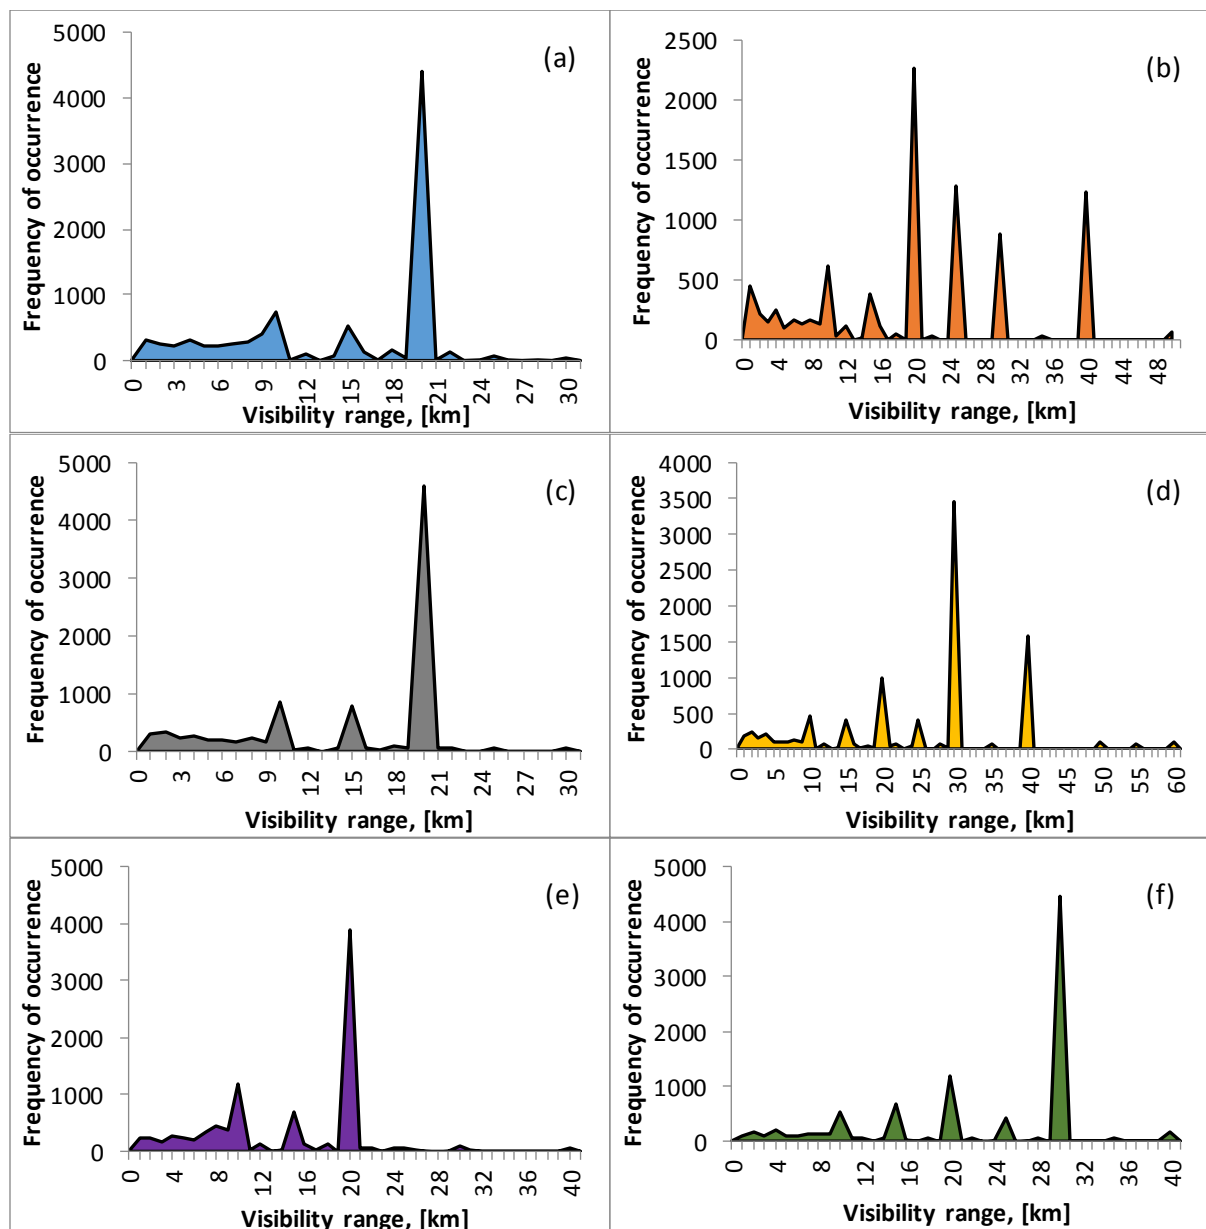 (a)
Frequency of occurrence
5000
4000
3000
2000
1000
0
0 3 6 9 12 15 18 21 24 27 30
Visibility range, [km]
(b)
Frequency of occurrence
2500
2000
1500
1000
500
0
0 4 8 12 16 20 24 28 32 36 40 44 48
Visibility range, [km]
(c)
Frequency of occurrence
5000
4000
3000
2000
1000
0
0 3 6 9 12 15 18 21 24 27 30
Visibility range, [km]
(d)
Frequency of occurrence
4000
3500
3000
2500
2000
1500
1000
500
0
0 5 10 15 20 25 30 35 40 45 50 55 60
Visibility range, [km]
(e)
Frequency of occurrence
5000
4000
3000
2000
1000
0
0 4 8 12 16 20 24 28 32 36 40
Visibility range, [km]
(f)
Frequency of occurrence
5000
4000
3000
2000
1000
0
0 4 8 12 16 20 24 28 32 36 40
Visibility range, [km]